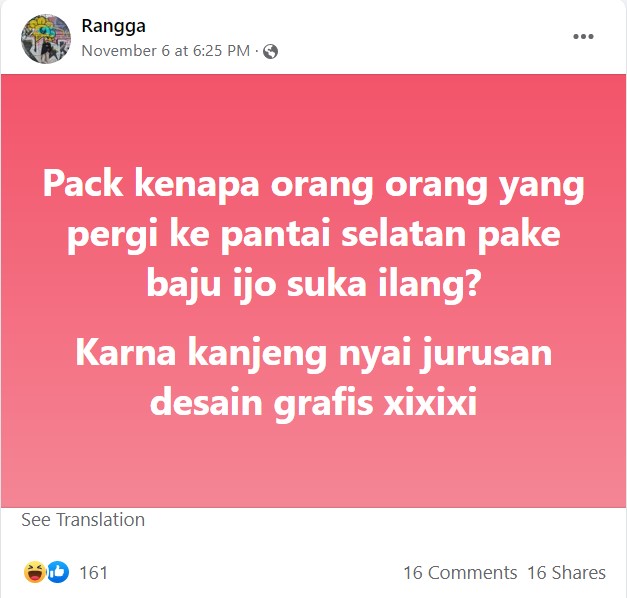 Rangga
November 6 at 6:25 PM ·
Pack kenapa orang orang yang
pergi ke pantai selatan pake
baju ijo suka ilang?
Karna kanjeng nyai jurusan
desain grafis xixixi
See Translation
161
16 Comments 16 Shares